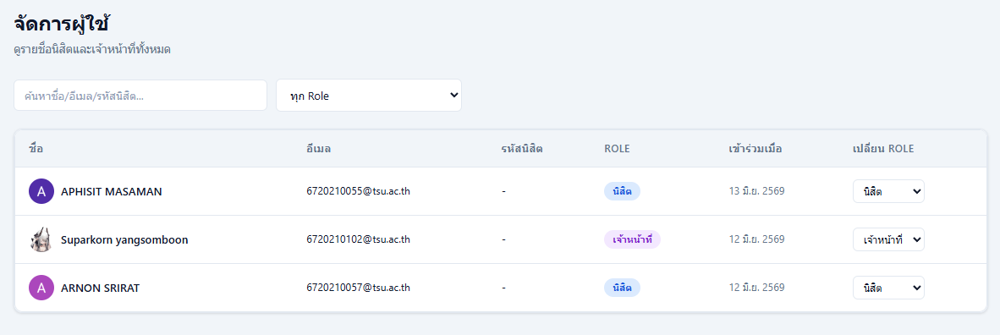 จัดการผู้ใช้
ดูรายชื่อนิสิตและเจ้าหน้าที่ทั้งหมด
ค้นหาชื่อ/อีเมล/รหัสนิสิต... ทุก Role
ชื่อ อีเมล รหัสนิสิต ROLE เข้าร่วมเมื่อ เปลี่ยน ROLE
A APHISIT MASAMAN 6720210055@tsu.ac.th - นิสิต 13 มิ.ย. 2569 นิสิต
Suparkorn yangsomboon 6720210102@tsu.ac.th - เจ้าหน้าที่ 12 มิ.ย. 2569 เจ้าหน้าที่
A ARNON SRIRAT 6720210057@tsu.ac.th - นิสิต 12 มิ.ย. 2569 นิสิต